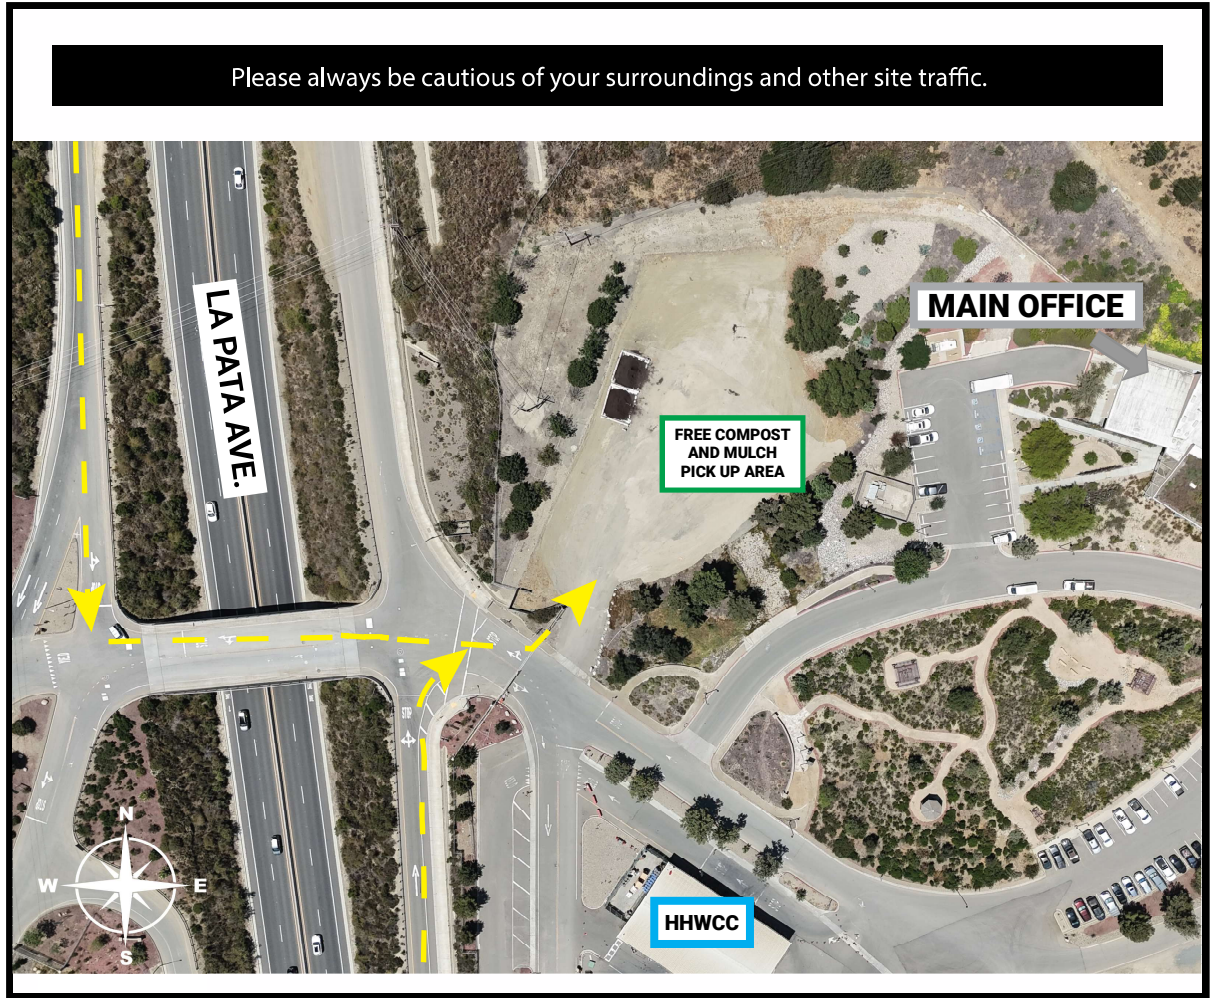 Please always be cautious of your surroundings and other site traffic.
LA PATA AVE.
MAIN OFFICE
FREE COMPOST
AND MULCH
PICK UP AREA
STOP
N
W
E
S
HHWCC